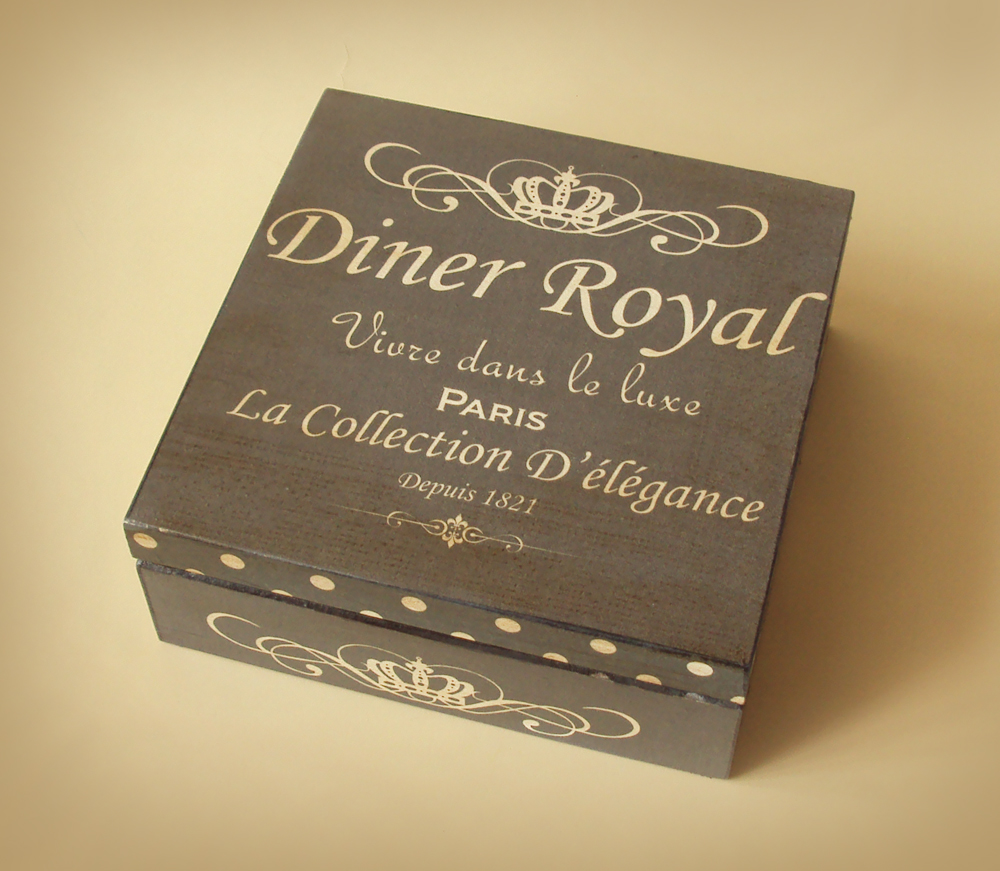 Diner Royal
Vivre dans le luxe
PARIS
La Collection D'élégance
Depuis 1821